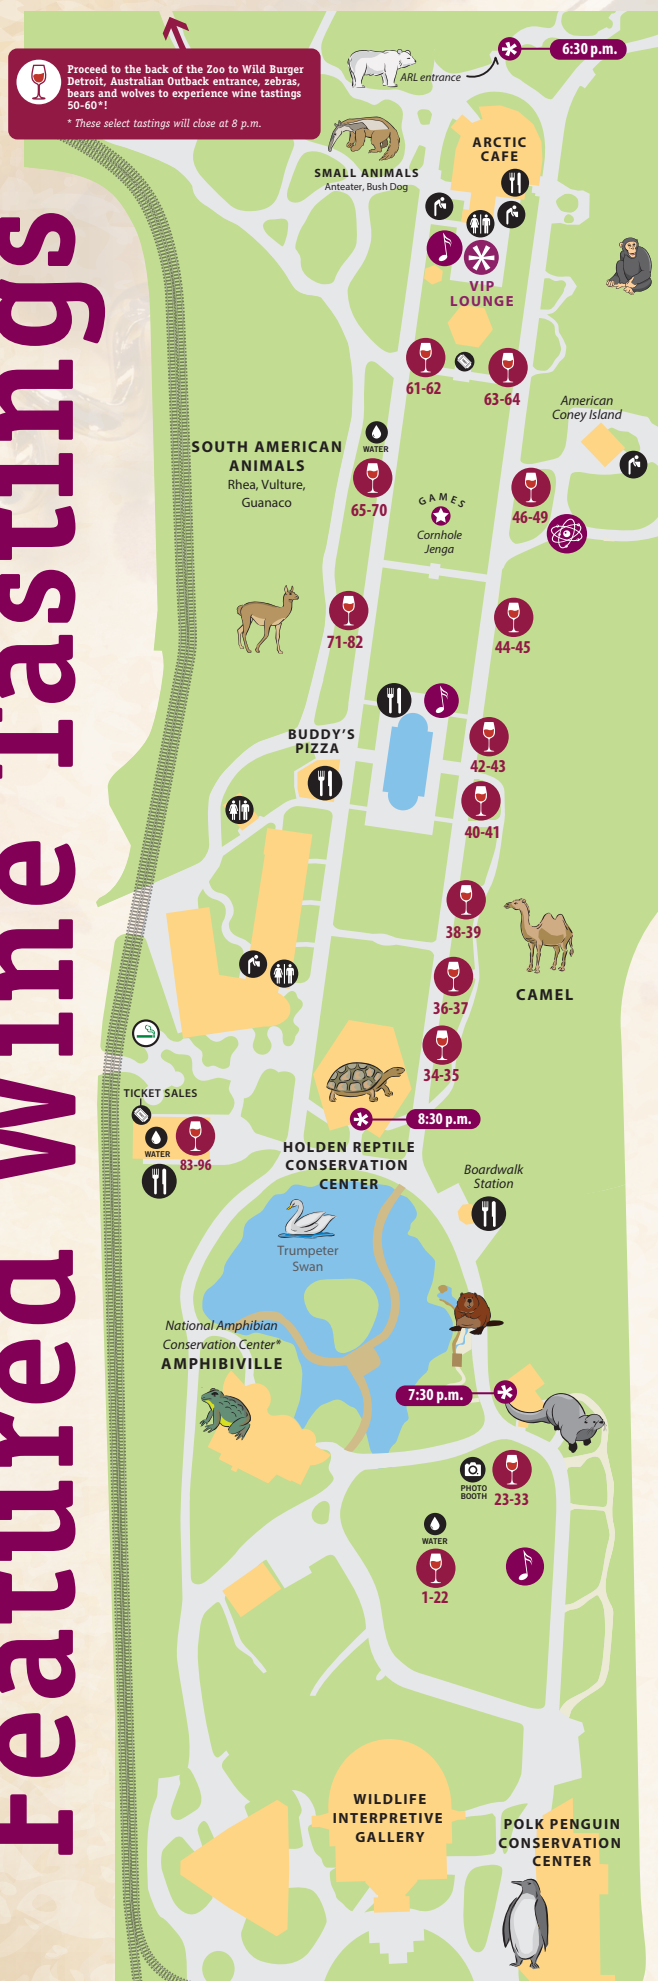 Featured Wine Tastings
Proceed to the back of the Zoo to Wild Burger
Detroit, Australian Outback entrance, zebras,
bears and wolves to experience wine tastings
50-60*!
* These select tastings will close at 8 p.m.
6:30 p.m.
ARL entrance
ARCTIC
CAFE
SMALL ANIMALS
Anteater, Bush Dog
VIP
LOUNGE
61-62
63-64
American
Coney Island
WATER
SOUTH AMERICAN
ANIMALS
Rhea, Vulture,
Guanaco
65-70
GAMES
Cornhole
Jenga
46-49
71-82
44-45
BUDDY'S
PIZZA
42-43
40-41
38-39
CAMEL
36-37
34-35
TICKET SALES
WATER
83-96
8:30 p.m.
HOLDEN REPTILE
CONSERVATION
CENTER
Boardwalk
Station
Trumpeter
Swan
National Amphibian
Conservation Center*
AMPHIBIVILLE
7:30 p.m.
PHOTO
BOOTH
23-33
WATER
1-22
WILDLIFE
INTERPRETIVE
GALLERY
POLK PENGUIN
CONSERVATION
CENTER